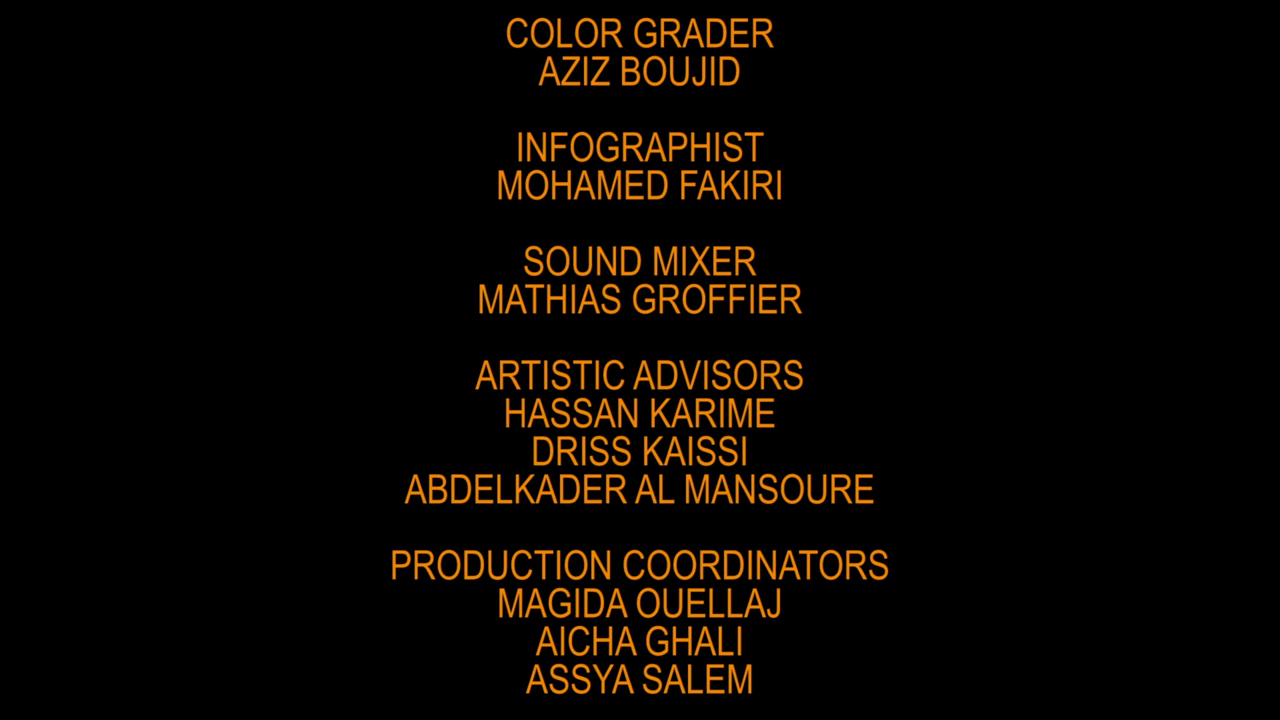 COLOR GRADER
AZIZ BOUJID
INFOGRAPHIST
MOHAMED FAKIRI
SOUND MIXER
MATHIAS GROFFIER
ARTISTIC ADVISORS
HASSAN KARIME
DRISS KAISSI
ABDELKADER AL MANSOURE
PRODUCTION COORDINATORS
MAGIDA OUELLAJ
AICHA GHALI
ASSYA SALEM